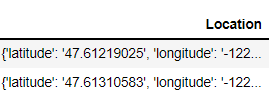 Location
{'latitude': '47.61219025', 'longitude': '-122...
{'latitude': '47.61310583', 'longitude': '-122...